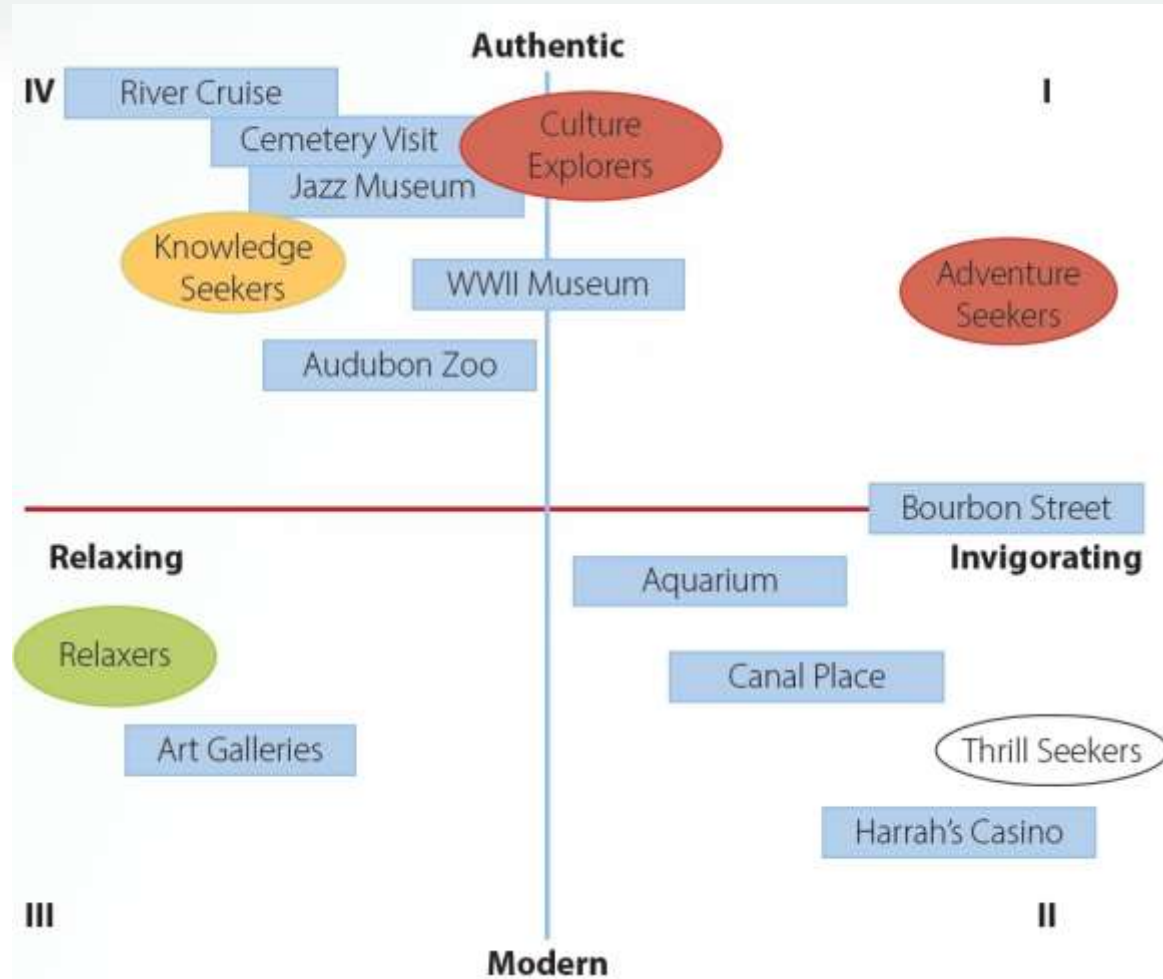 Authentic
IV
River Cruise
I
Cemetery Visit
Culture
Explorers
Jazz Museum
Knowledge
Seekers
WWII Museum
Adventure
Seekers
Audubon Zoo
Bourbon Street
Relaxing
Invigorating
Aquarium
Relaxers
Canal Place
Art Galleries
Thrill Seekers
Harrah's Casino
III
II
Modern